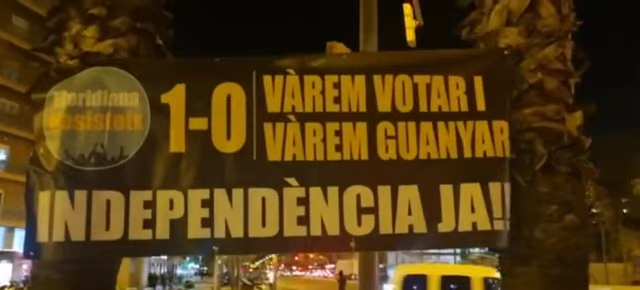 Meridiana
Resisteix
1-0
VÀREM VOTAR I
VÀREM GUANYAR
INDEPENDÈNCIA JA!!